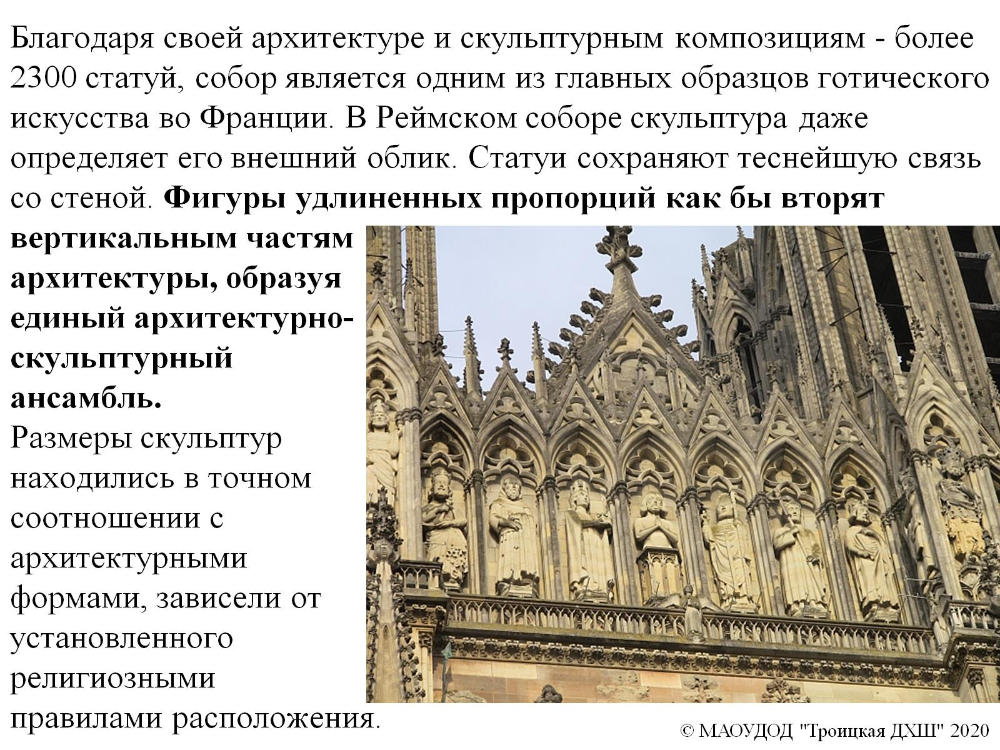 Благодаря своей архитектуре и скульптурным композициям - более
2300 статуй, собор является одним из главных образцов готического
искусства во Франции. В Реймском соборе скульптура даже
определяет его внешний облик. Статуи сохраняют теснейшую связь
со стеной. Фигуры удлиненных пропорций как бы вторят
вертикальным частям
архитектуры, образуя
единый архитектурно-
скульптурный
ансамбль.
Размеры скульптур
находились в точном
соотношении с
архитектурными
формами, зависели от
установленного
религиозными
правилами расположения.
© МАОУДОД "Троицкая ДХШ" 2020